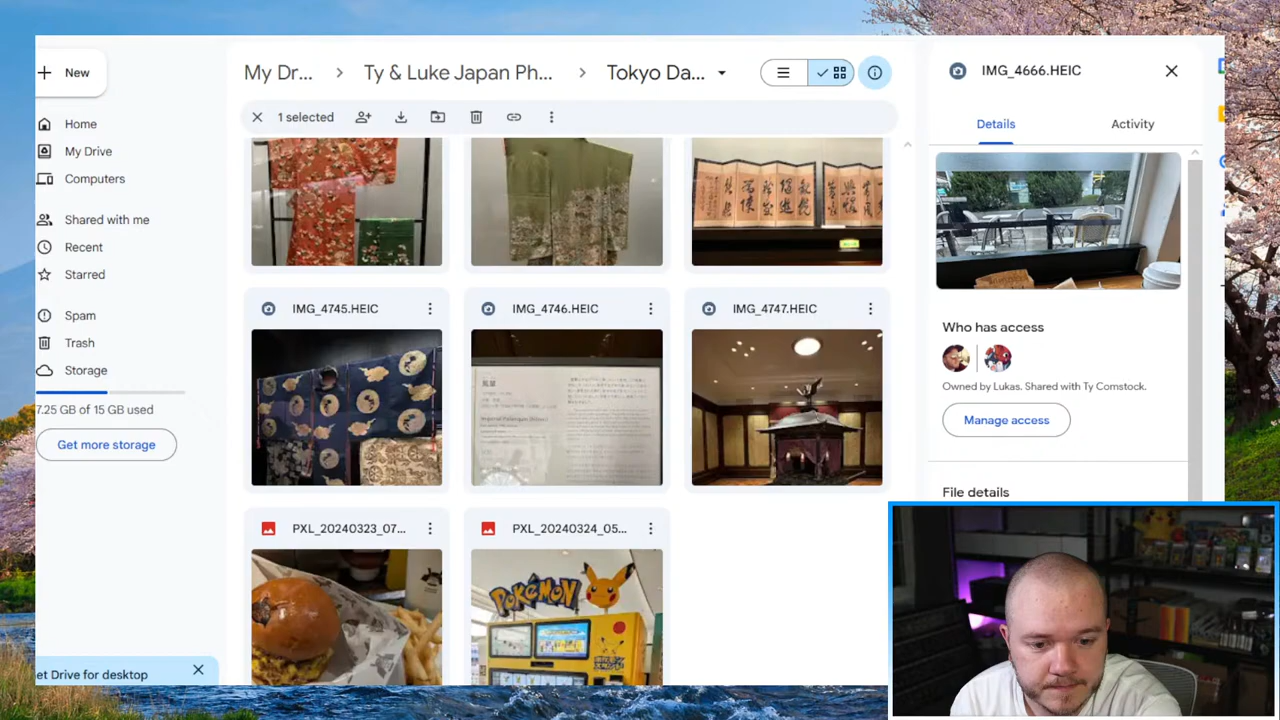 New
My Dr...
Ty & Luke Japan Ph...
Tokyo Da...
IMG_4666.HEIC
1 selected
Details
Activity
Home
My Drive
Computers
Shared with me
Recent
Starred
Spam
Trash
Storage
7.25 GB of 15 GB used
Get more storage
IMG_4745.HEIC
IMG_4746.HEIC
IMG_4747.HEIC
Who has access
Owned by Lukas. Shared with Ty Comstock.
Manage access
File details
PXL_20240323_07...
PXL_20240324_05...
POKÉMON
et Drive for desktop